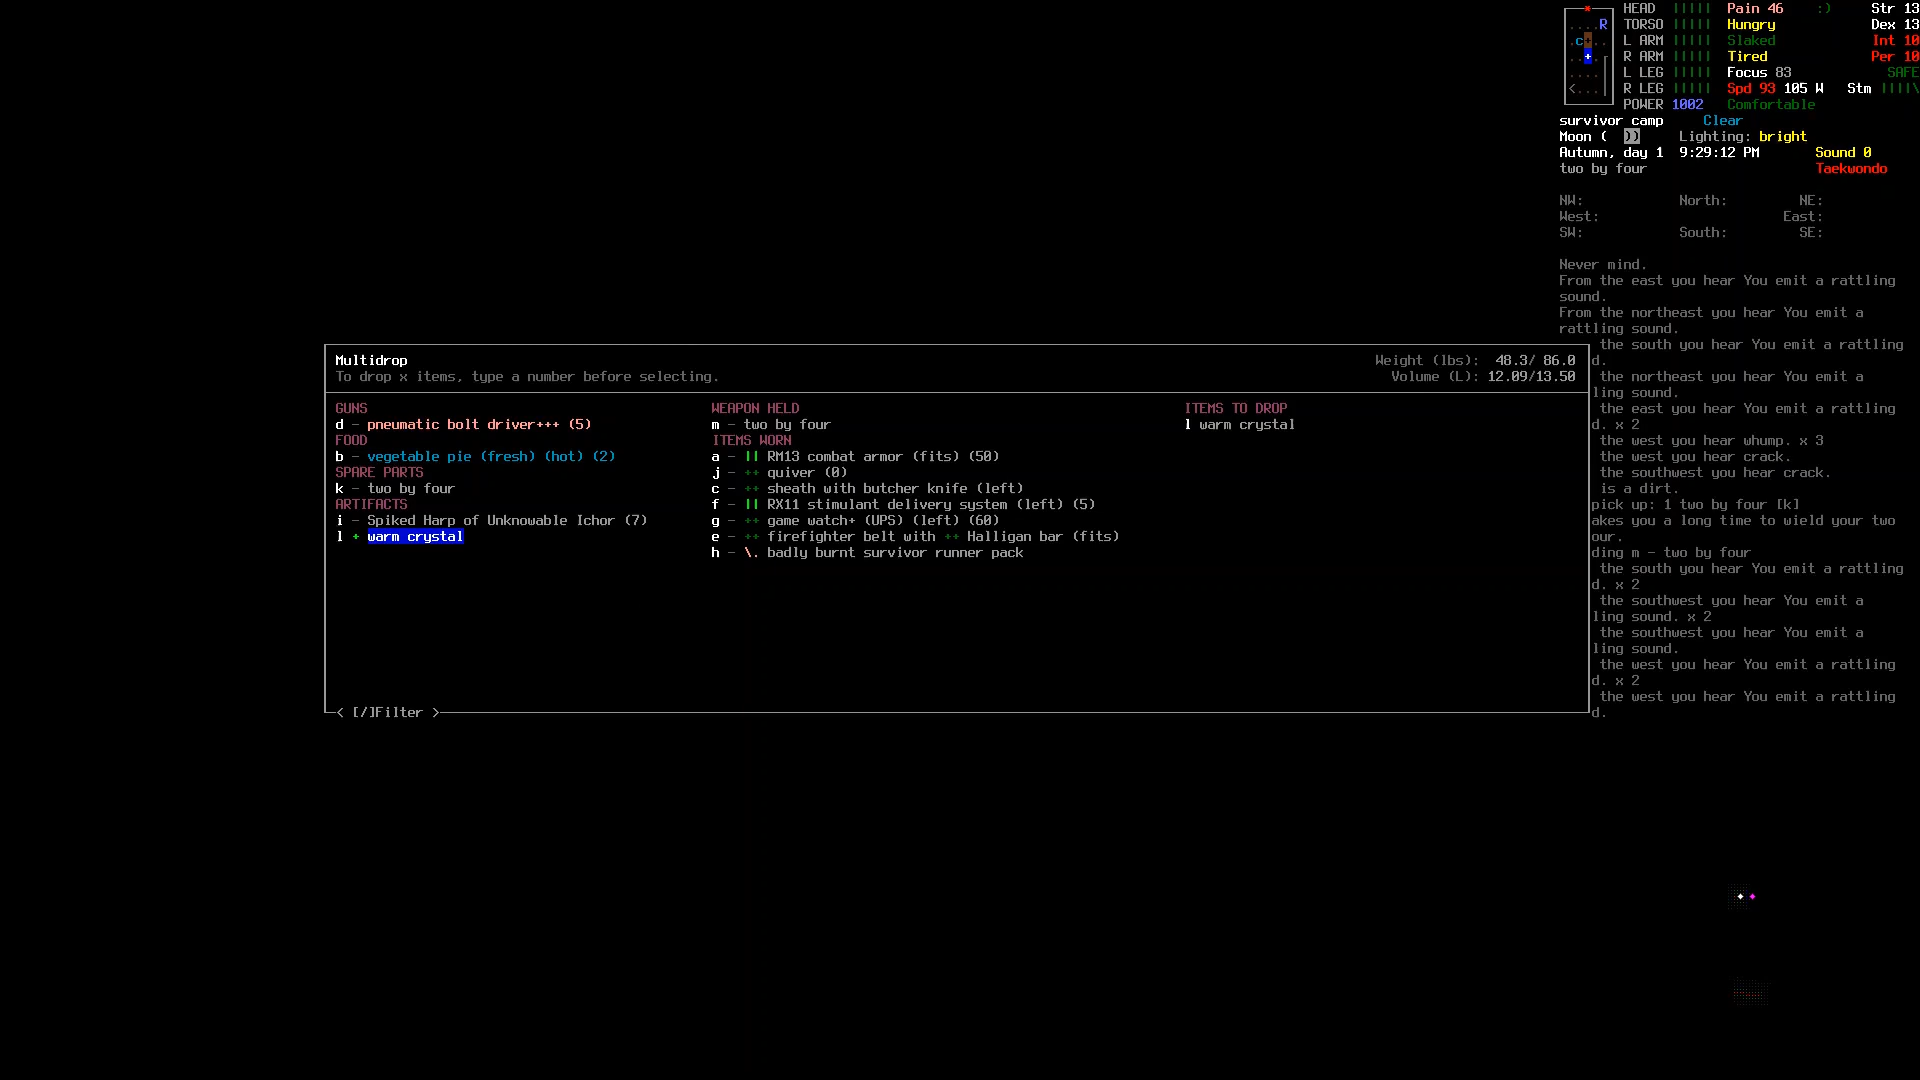 HEAD ||||| Pain 46 :) Str 13
TORSO ||||| Hungry Dex 13
L ARM ||||| Slaked Int 10
R ARM ||||| Tired Per 10
L LEG ||||| Focus 83 SAFE
R LEG ||||| Spd 93 105 W Stm ||||\
POWER 1002 Comfortable
survivor camp Clear
Moon ( )) Lighting: bright
Autumn, day 1 9:29:12 PM Sound 0
two by four Taekwondo
NW: North: NE:
West: East:
SW: South: SE:
Never mind.
From the east you hear You emit a rattling
sound.
From the northeast you hear You emit a
rattling sound.
the south you hear You emit a rattling
d.
the northeast you hear You emit a
ling sound.
the east you hear You emit a rattling
d. x 2
the west you hear whump. x 3
the west you hear crack.
the southwest you hear crack.
is a dirt.
pick up: 1 two by four [k]
akes you a long time to wield your two
our.
ding m - two by four
the south you hear You emit a rattling
d. x 2
the southwest you hear You emit a
ling sound. x 2
the southwest you hear You emit a
ling sound.
the west you hear You emit a rattling
d. x 2
the west you hear You emit a rattling
d.
Multidrop Weight (lbs): 48.3/ 86.0
To drop x items, type a number before selecting. Volume (L): 12.09/13.50
GUNS
d - pneumatic bolt driver+++ (5)
FOOD
b - vegetable pie (fresh) (hot) (2)
SPARE PARTS
k - two by four
ARTIFACTS
i - Spiked Harp of Unknowable Ichor (7)
l + warm crystal
WEAPON HELD
m - two by four
ITEMS WORN
a - || RM13 combat armor (fits) (50)
j - ++ quiver (0)
c - ++ sheath with butcher knife (left)
f - || RX11 stimulant delivery system (left) (5)
g - ++ game watch+ (UPS) (left) (60)
e - ++ firefighter belt with ++ Halligan bar (fits)
h - \. badly burnt survivor runner pack
ITEMS TO DROP
l warm crystal
< [/]Filter >